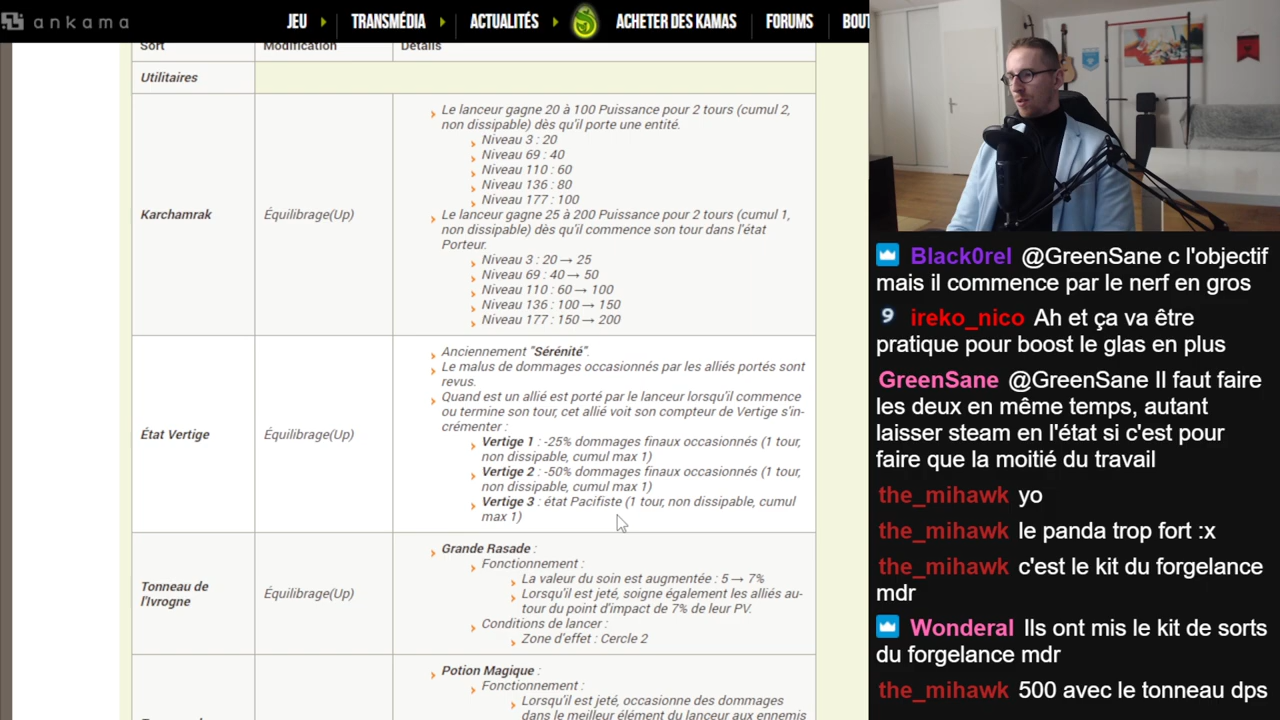 ankama
JEU
TRANSMÉDIA
ACTUALITÉS
ACHETER DES KAMAS
FORUMS
BOUT
Sort
Modification
Détails
Utilitaires
Karchamrak
Équilibrage(Up)
Le lanceur gagne 20 à 100 Puissance pour 2 tours (cumul 2,
non dissipable) dès qu'il porte une entité.
Niveau 3 : 20
Niveau 69 : 40
Niveau 110 : 60
Niveau 136 : 80
Niveau 177 : 100
Le lanceur gagne 25 à 200 Puissance pour 2 tours (cumul 1,
non dissipable) dès qu'il commence son tour dans l'état
Porteur.
Niveau 3 : 20 → 25
Niveau 69 : 40 → 50
Niveau 110 : 60 → 100
Niveau 136 : 100 → 150
Niveau 177 : 150 → 200
État Vertige
Équilibrage(Up)
Anciennement "Sérénité".
Le malus de dommages occasionnés par les alliés portés sont
revus.
Quand est un allié est porté par le lanceur lorsqu'il commence
ou termine son tour, cet allié voit son compteur de Vertige s'in-
crémenter :
Vertige 1 : -25% dommages finaux occasionnés (1 tour,
non dissipable, cumul max 1)
Vertige 2 : -50% dommages finaux occasionnés (1 tour,
non dissipable, cumul max 1)
Vertige 3 : état Pacifiste (1 tour, non dissipable, cumul
max 1)
Tonneau de
l'Ivrogne
Équilibrage(Up)
Grande Rasade :
Fonctionnement :
La valeur du soin est augmentée : 5 → 7%
Lorsqu'il est jeté, soigne également les alliés au-
tour du point d'impact de 7% de leur PV.
Conditions de lancer :
Zone d'effet : Cercle 2
Potion Magique :
Fonctionnement :
Lorsqu'il est jeté, occasionne des dommages
dans le meilleur élément du lanceur aux ennemis
Black0rel @GreenSane c l'objectif
mais il commence par le nerf en gros
9 ireko_nico Ah et ça va être
pratique pour boost le glas en plus
GreenSane @GreenSane Il faut faire
les deux en même temps, autant
laisser steam en l'état si c'est pour
faire que la moitié du travail
the_mihawk yo
the_mihawk le panda trop fort :x
the_mihawk c'est le kit du forgelance
mdr
Wonderal Ils ont mis le kit de sorts
du forgelance mdr
the_mihawk 500 avec le tonneau dps